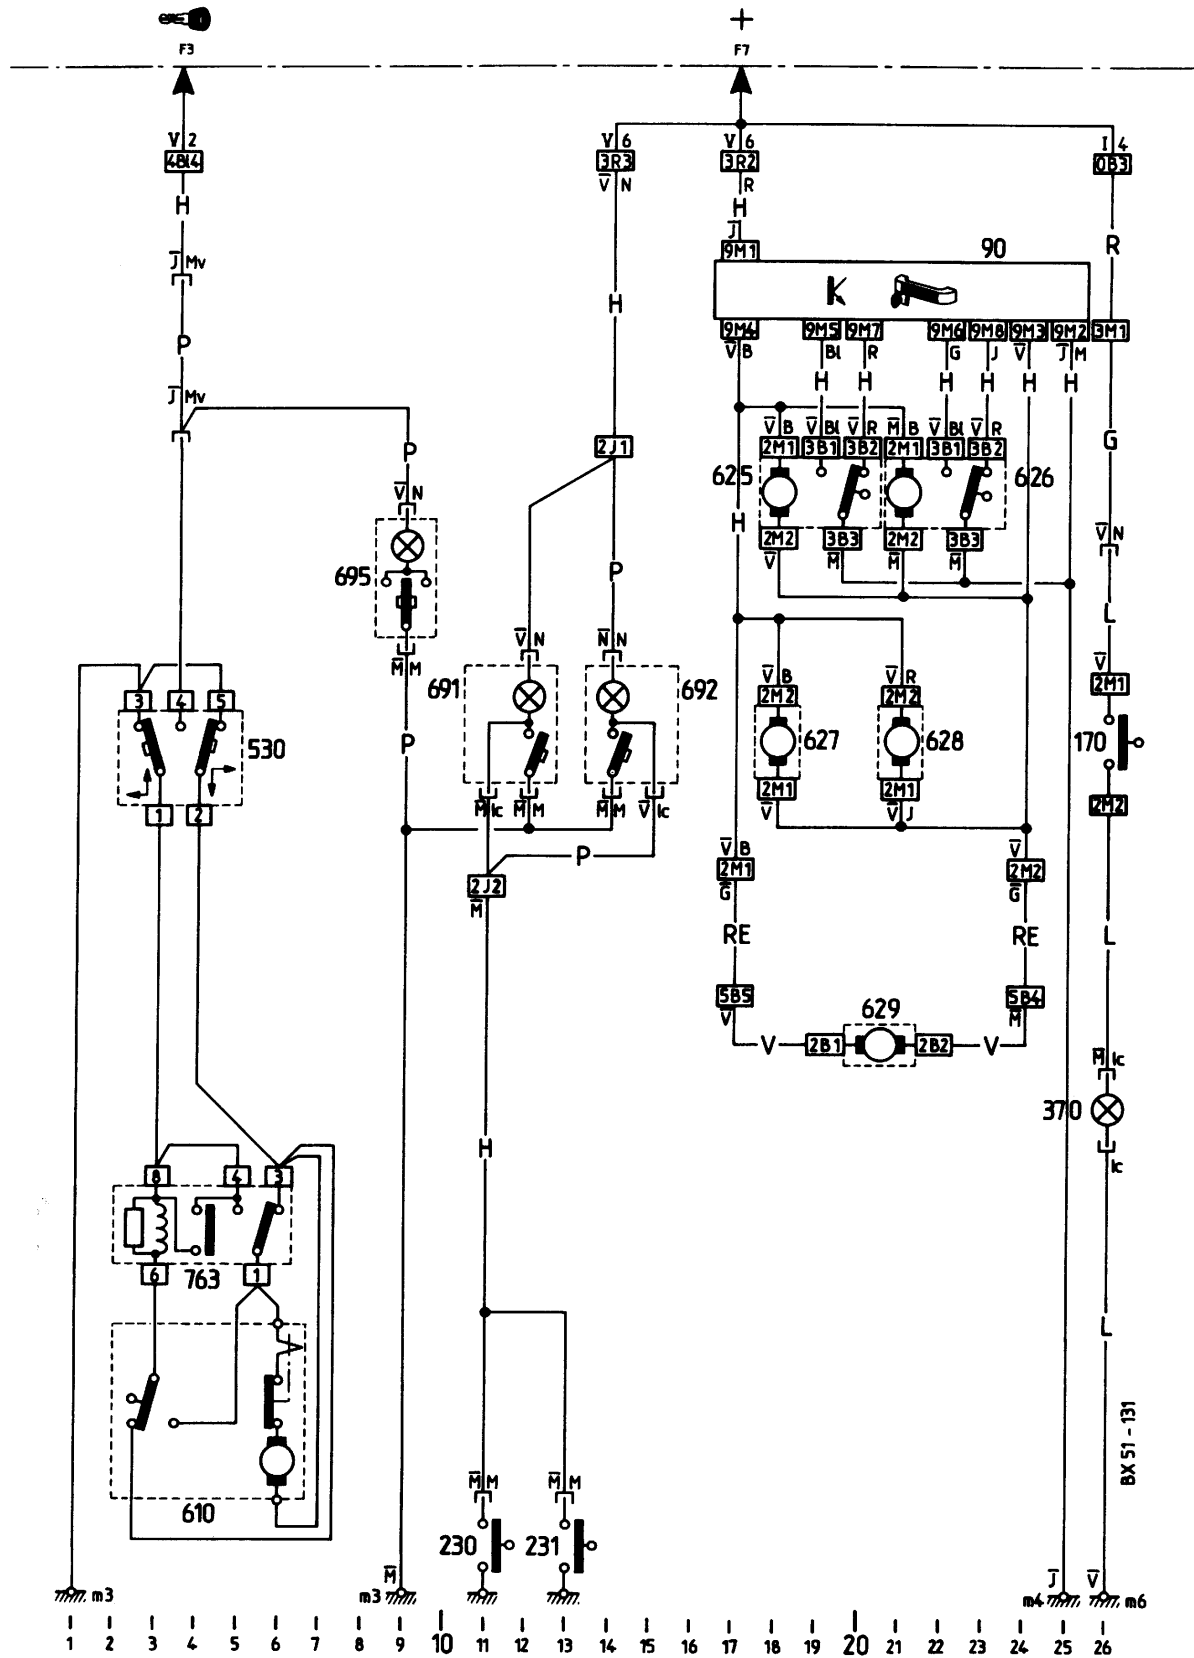 F3 F7
V 2 V 6 V 6 I 4
4Bl4 3R3 3R2 0B3
V̅ N R
H H
J̅
9M1 90 R
J̅ Mv
H
P 9M4 9M5 9M7 9M6 9M8 9M3 9M2 3M1
V̅ B Bl R G J V̅ J̅ M
H H H H H H
J̅ Mv
V̅ B V̅ Bl V̅ R M̅ B V̅ Bl V̅ R
P 2J1 2M1 3B1 3B2 2M1 3B1 3B2 G
625 626
V̅ N H
2M2 3B3 2M2 3B3 V̅ N
V̅ M̅ M̅ M̅
695 P
V̅ N N̅ N L
M̅ M V̅ B V̅ R V̅
691 692 2M2 2M2 2M1
3 4 5
530 P 627 628 170
M̅ Ic M̅ M M̅ M V̅ Ic 2M1 2M1
1 2 V̅ V̅ J 2M2
P V̅ B V̅
2J2 2M1 2M2
M̅ G̅ G̅
RE RE L
5B5 5B4
V̅ 629 M̅
V 2B1 2B2 V
M̅ Ic
370
H
8 4 3 Ic
6 763 1
L
BX 51 - 131
M̅ M M̅ M
610
230 231
M̅ J̅ V̅
m3 m3 m4 m6
1 2 3 4 5 6 7 8 9 10 11 12 13 14 15 16 17 18 19 20 21 22 23 24 25 26